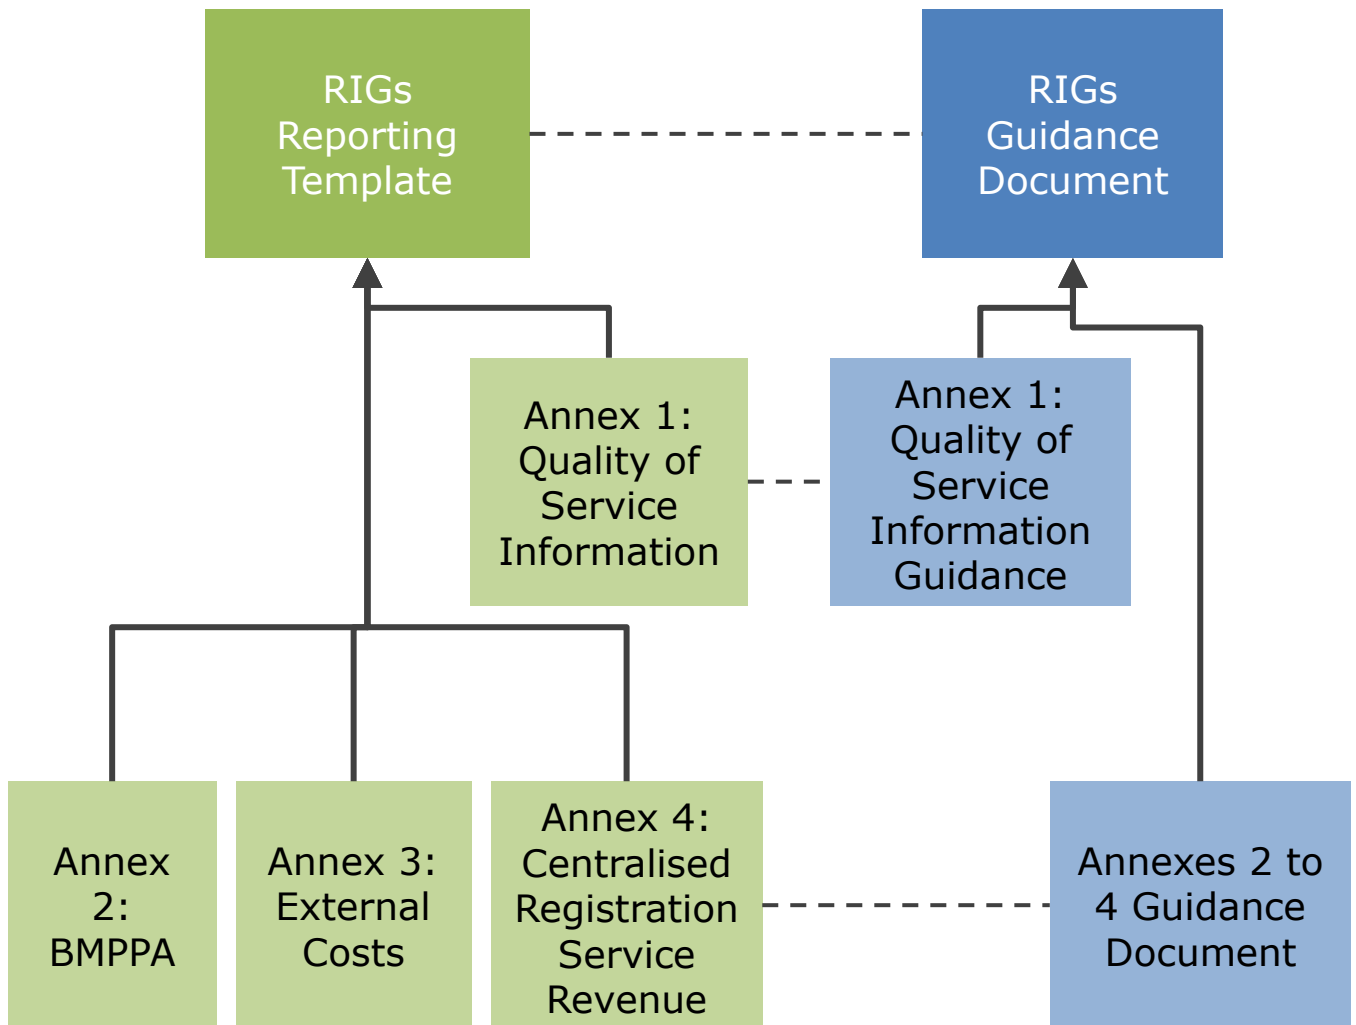 RIGs
Reporting
Template
RIGs
Guidance
Document
Annex 1:
Quality of
Service
Information
Annex 1:
Quality of
Service
Information
Guidance
Annex
2:
BMPPA
Annex 3:
External
Costs
Annex 4:
Centralised
Registration
Service
Revenue
Annexes 2 to
4 Guidance
Document